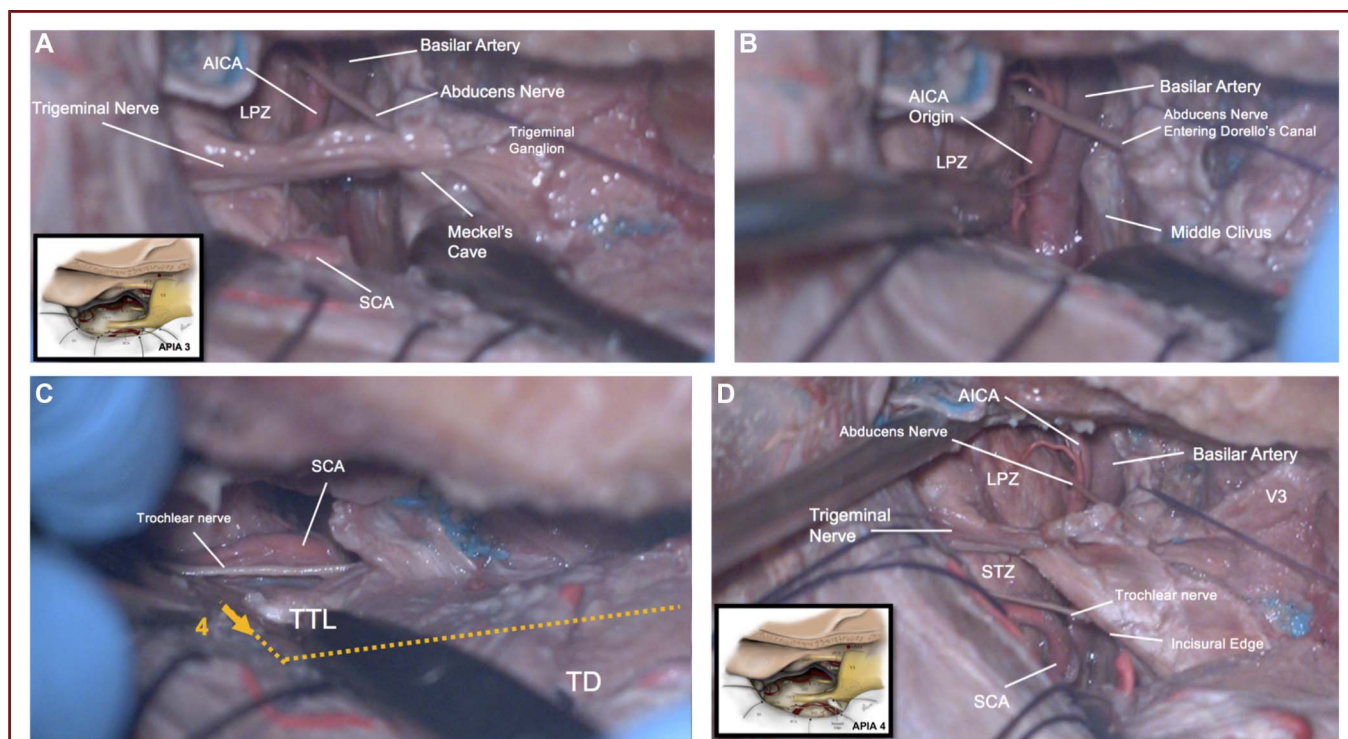 A
Basilar Artery
AICA
Abducens Nerve
LPZ
Trigeminal Nerve
Trigeminal
Ganglion
Meckel's
Cave
SCA
APIA 3
B
Basilar Artery
AICA
Origin
Abducens Nerve
Entering Dorello's Canal
LPZ
Middle Clivus
C
SCA
Trochlear nerve
4
TTL
TD
D
AICA
Abducens Nerve
Basilar Artery
LPZ
V3
Trigeminal
Nerve
STZ
Trochlear nerve
Incisural Edge
SCA
APIA 4